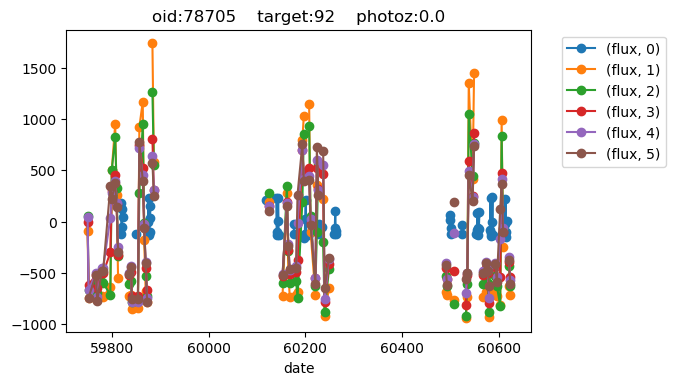 oid:78705    target:92    photoz:0.0
1500
1000
500
0
−500
−1000
59800
60000
60200
60400
60600
date
(flux, 0)
(flux, 1)
(flux, 2)
(flux, 3)
(flux, 4)
(flux, 5)